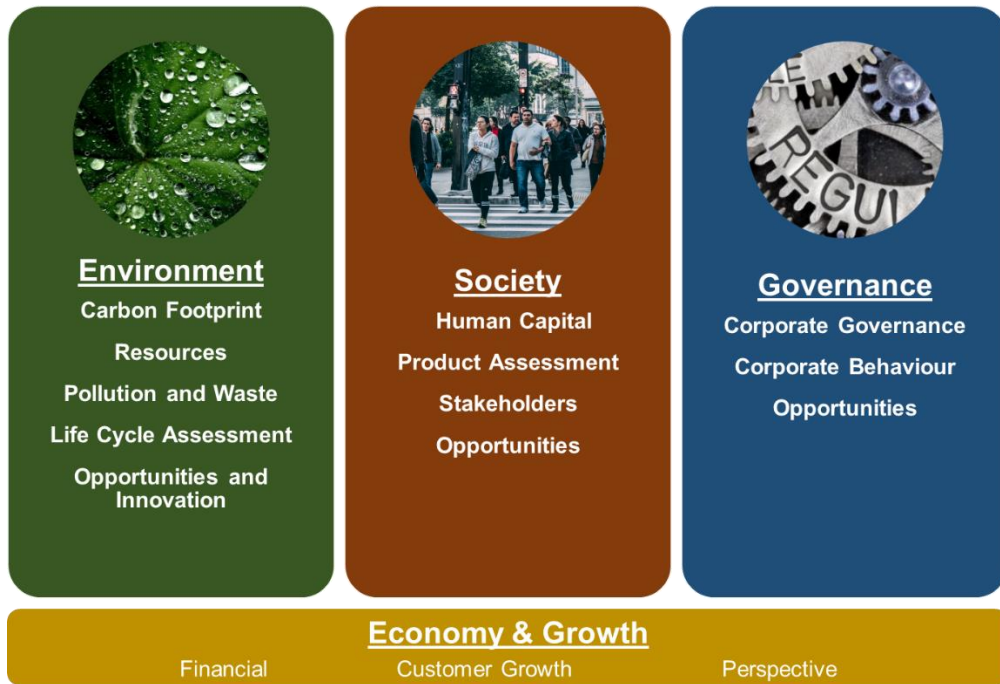 Environment
Carbon Footprint
Resources
Pollution and Waste
Life Cycle Assessment
Opportunities and
Innovation
Society
Human Capital
Product Assessment
Stakeholders
Opportunities
REGUL
Governance
Corporate Governance
Corporate Behaviour
Opportunities
Economy & Growth
Financial Customer Growth Perspective